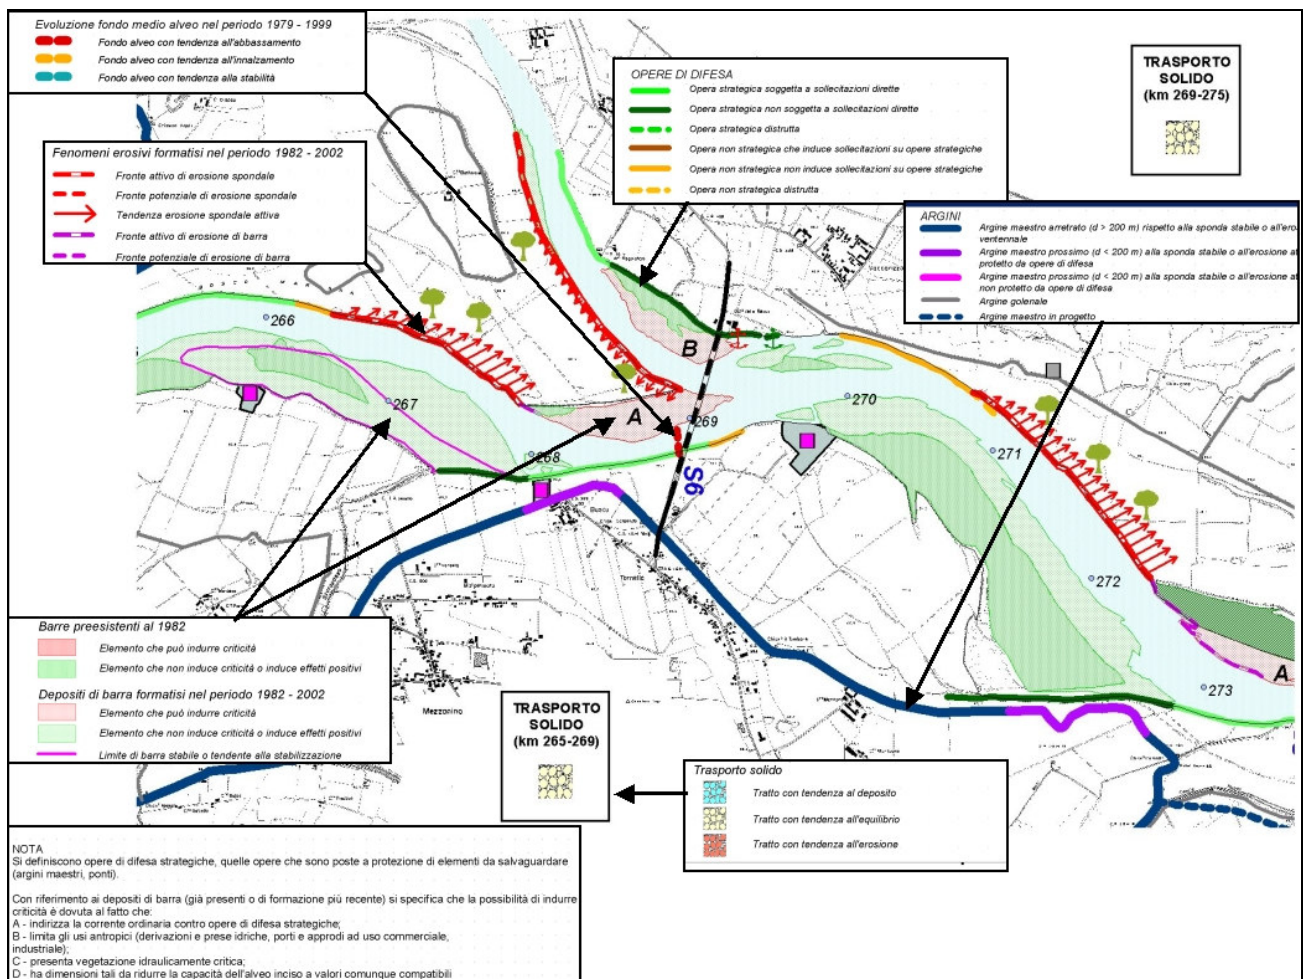 Evoluzione fondo medio alveo nel periodo 1979 - 1999
Fondo alveo con tendenza all'abbassamento
Fondo alveo con tendenza all'innalzamento
Fondo alveo con tendenza alla stabilità
Fenomeni erosivi formatisi nel periodo 1982 - 2002
Fronte attivo di erosione spondale
Fronte potenziale di erosione spondale
Tendenza erosione spondale attiva
Fronte attivo di erosione di barra
Fronte potenziale di erosione di barra
OPERE DI DIFESA
Opera strategica soggetta a sollecitazioni dirette
Opera strategica non soggetta a sollecitazioni dirette
Opera strategica distrutta
Opera non strategica che induce sollecitazioni su opere strategiche
Opera non strategica non induce sollecitazioni su opere strategiche
Opera non strategica distrutta
TRASPORTO
SOLIDO
(km 269-275)
ARGINI
Argine maestro arretrato (d > 200 m) rispetto alla sponda stabile o all'ero
ventennale
Argine maestro prossimo (d < 200 m) alla sponda stabile o all'erosione at
protetto da opere di difesa
Argine maestro prossimo (d < 200 m) alla sponda stabile o all'erosione at
non protetto da opere di difesa
Argine golenale
Argine maestro in progetto
266
267
268
269
270
271
272
273
A
B
A
S6
Busca
Tornello
Mezzanino
Barre preesistenti al 1982
Elemento che può indurre criticità
Elemento che non induce criticità o induce effetti positivi
Depositi di barra formatisi nel periodo 1982 - 2002
Elemento che può indurre criticità
Elemento che non induce criticità o induce effetti positivi
Limite di barra stabile o tendente alla stabilizzazione
TRASPORTO
SOLIDO
(km 265-269)
Trasporto solido
Tratto con tendenza al deposito
Tratto con tendenza all'equilibrio
Tratto con tendenza all'erosione
NOTA
Si definiscono opere di difesa strategiche, quelle opere che sono poste a protezione di elementi da salvaguardare
(argini maestri, ponti).
Con riferimento ai depositi di barra (già presenti o di formazione più recente) si specifica che la possibilità di indurre
criticità è dovuta al fatto che:
A - indirizza la corrente ordinaria contro opere di difesa strategiche;
B - limita gli usi antropici (derivazioni e prese idriche, porti e approdi ad uso commerciale,
industriale);
C - presenta vegetazione idraulicamente critica;
D - ha dimensioni tali da ridurre la capacità dell'alveo inciso a valori comunque compatibili